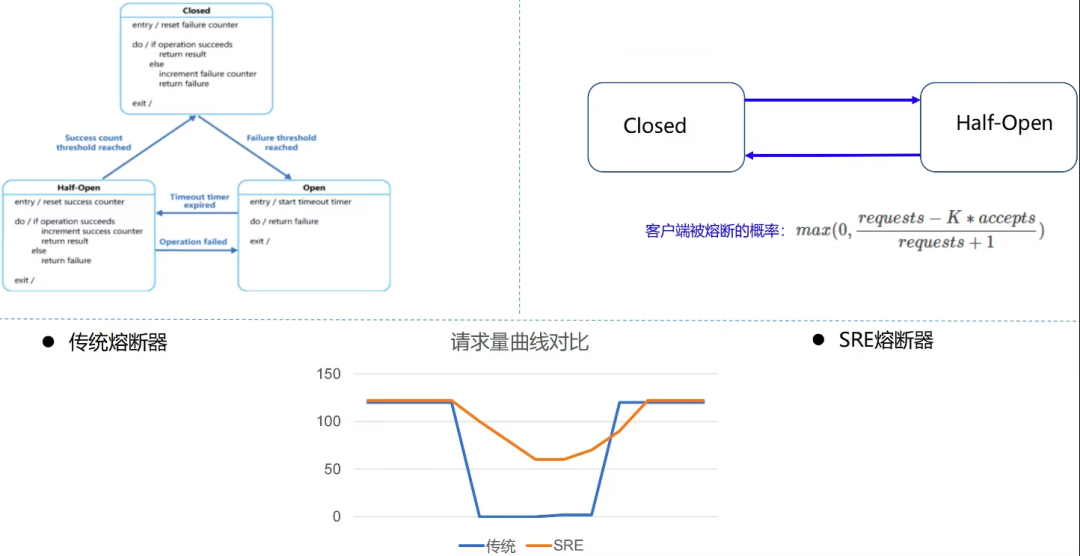 Closed
entry / reset failure counter
do / if operation succeeds
return result
else
increment failure counter
return failure
exit /
Success count
threshold reached
Failure threshold
reached
Half-Open
entry / reset success counter
do / if operation succeeds
increment success counter
return result
else
return failure
exit /
Timeout timer
expired
Operation failed
Open
entry / start timeout timer
do / return failure
exit /
Closed
Half-Open
客户端被熔断的概率: max(0, (requests − K ∗ accepts) / (requests + 1))
● 传统熔断器
● SRE熔断器
请求量曲线对比
150
100
50
0
传统 SRE